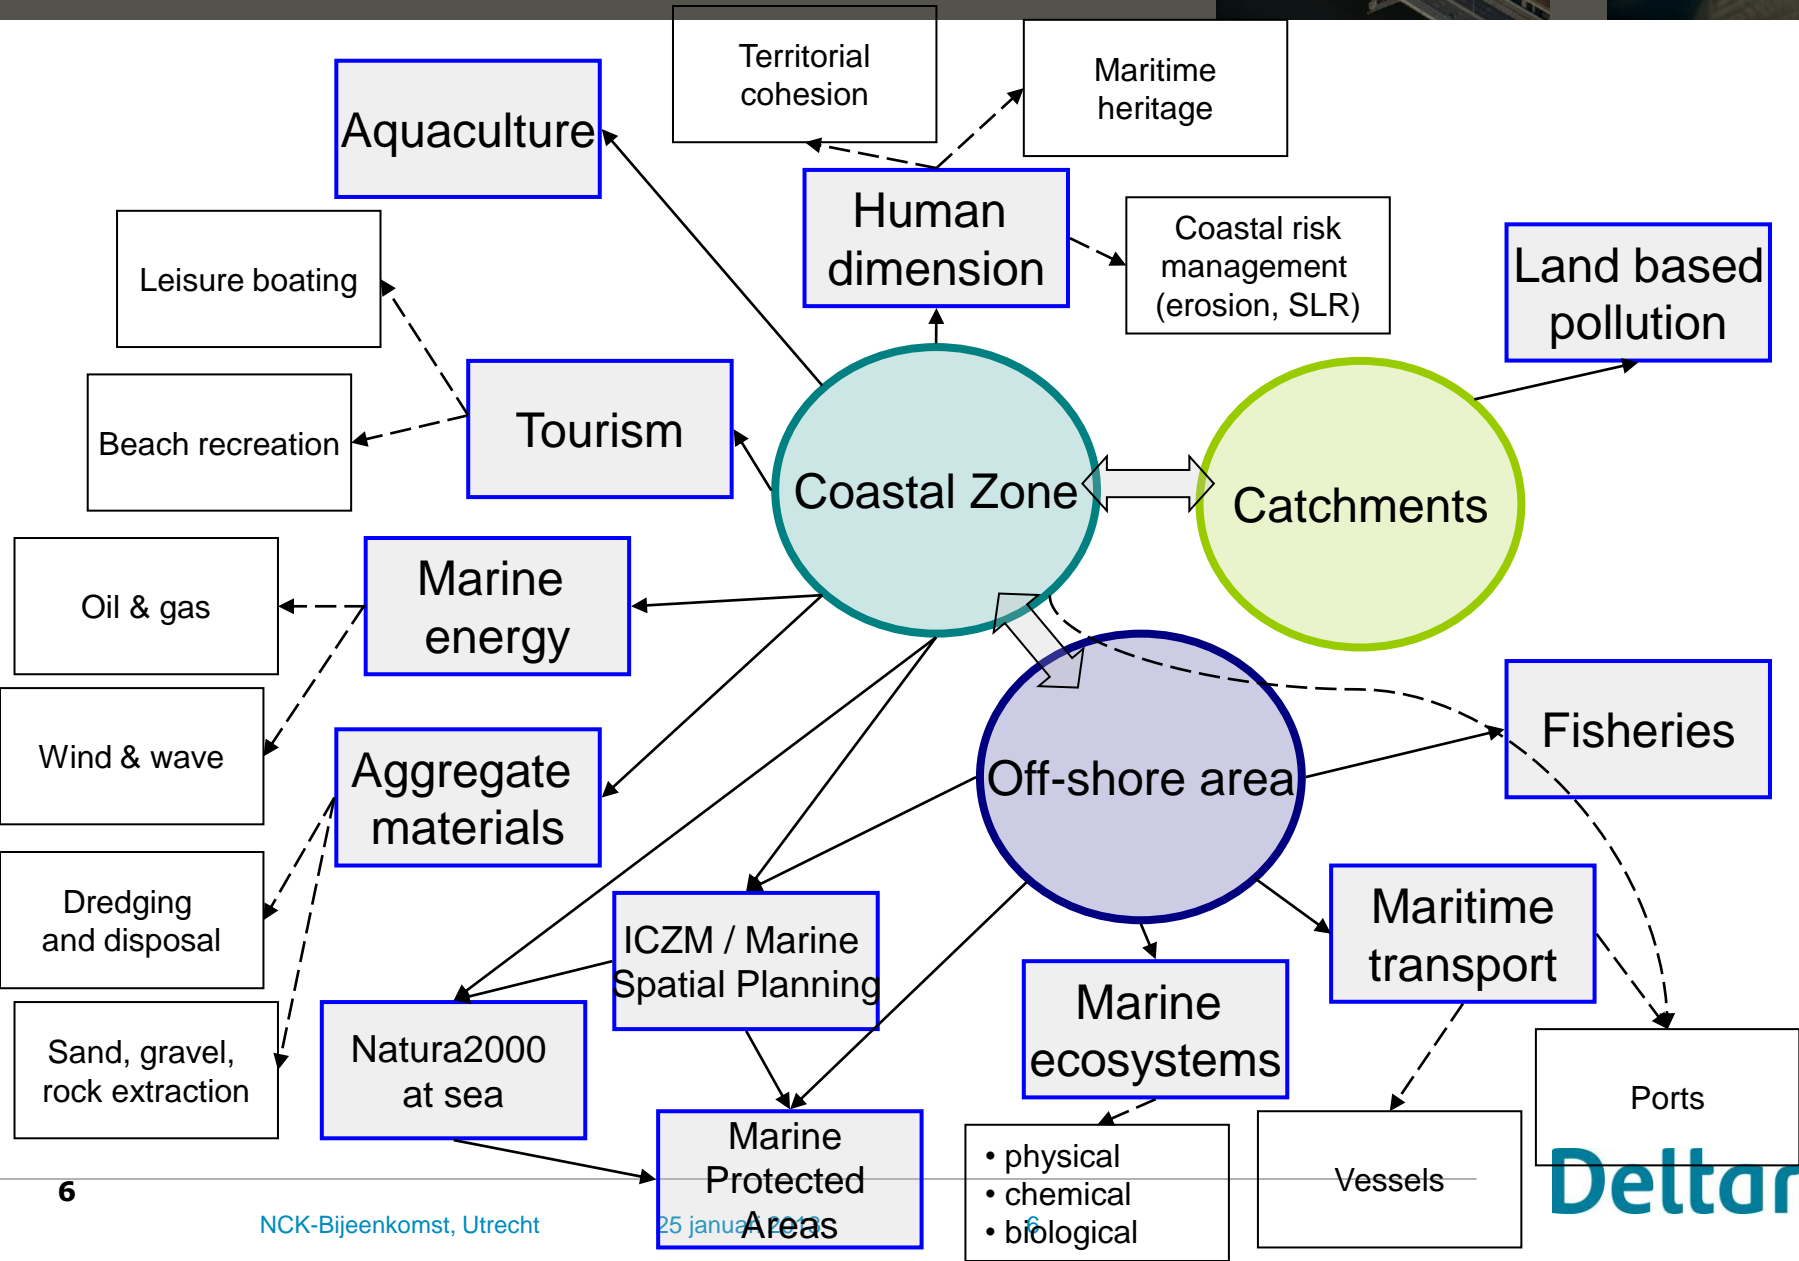 Territorial
cohesion
Maritime
heritage
Aquaculture
Human
dimension
Coastal risk
management
(erosion, SLR)
Land based
pollution
Leisure boating
Tourism
Beach recreation
Coastal Zone
Catchments
Marine
energy
Oil & gas
Wind & wave
Aggregate
materials
Off-shore area
Fisheries
Dredging
and disposal
ICZM / Marine
Spatial Planning
Maritime
transport
Sand, gravel,
rock extraction
Natura2000
at sea
Marine
ecosystems
Ports
Marine
Protected
Areas
• physical
• chemical
• biological
Vessels
Deltar
6
NCK-Bijeenkomst, Utrecht
25 januari 2013
6